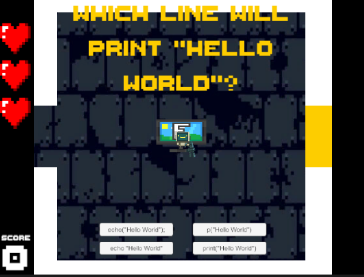 WHICH LINE WILL
PRINT "HELLO
WORLD"?
echo("Hello World");
p("Hello World")
echo "Hello World"
print("Hello World")
SCORE
0